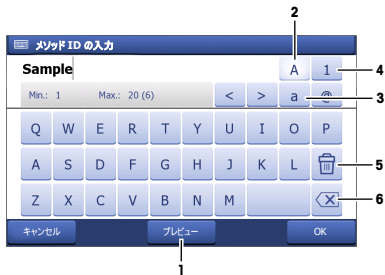 2
メソッド ID の入力
Sample A 1 4
Min.: 1 Max.: 20 (6) < > a @ 3
Q W E R T Y U I O P
A S D F G H J K L 5
Z X C V B N M 6
キャンセル プレビュー OK
1